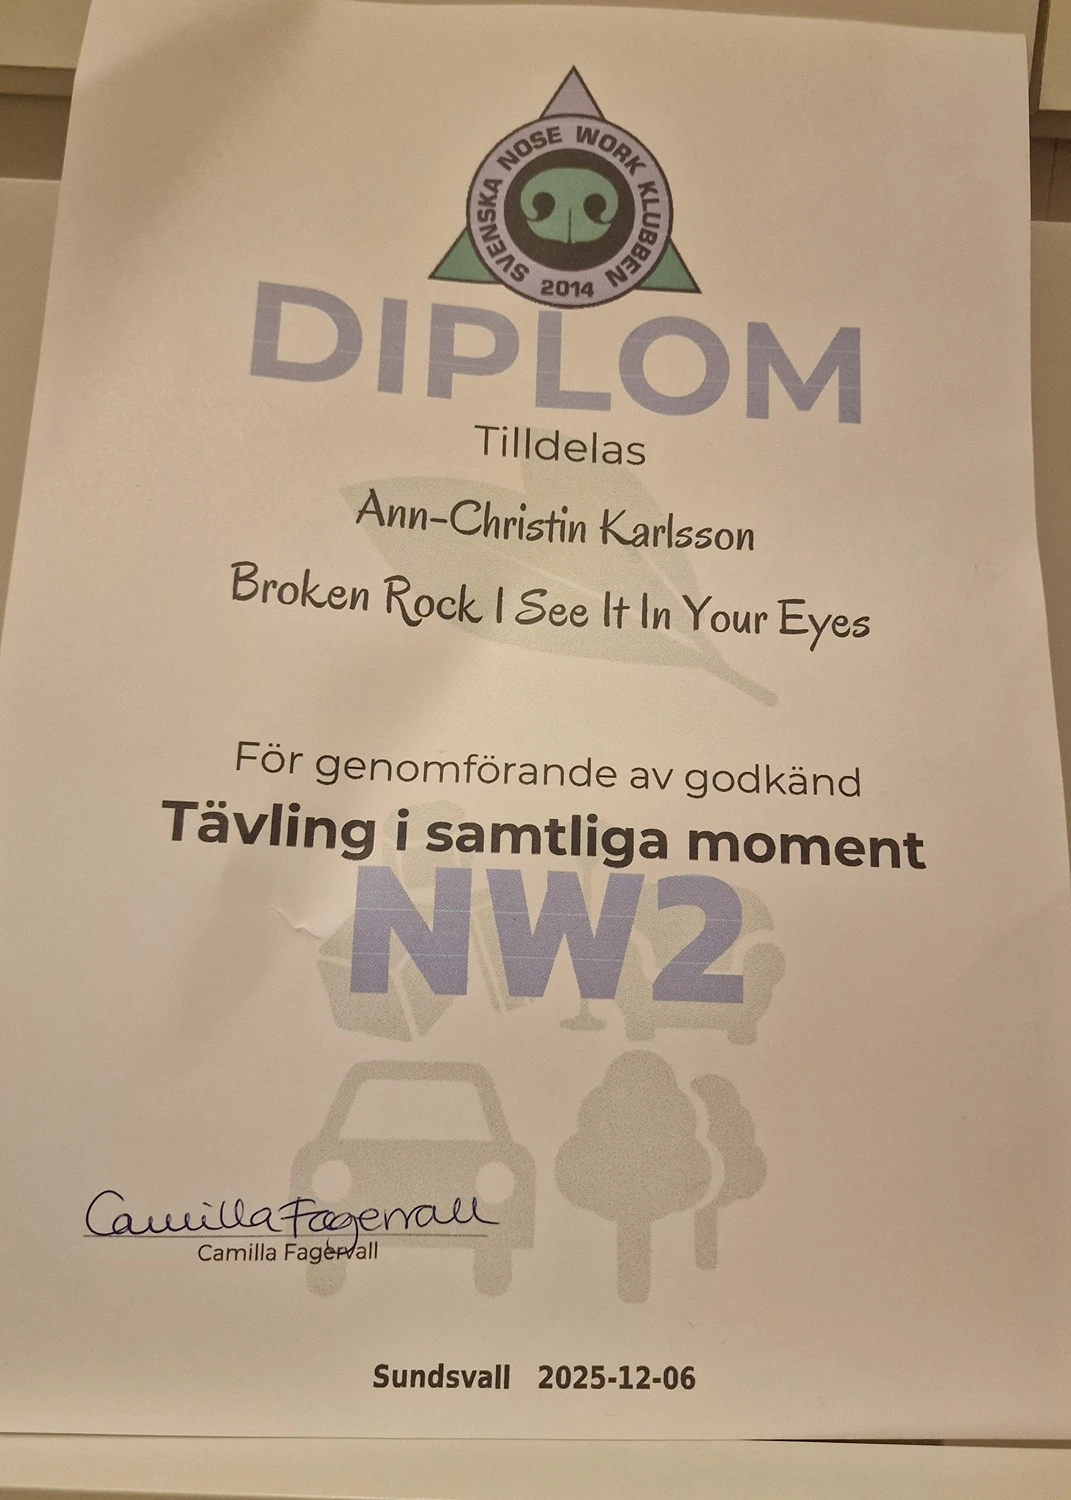 SVENSKA NOSE WORK KLUBBEN
2014
DIPLOM
Tilldelas
Ann-Christin Karlsson
Broken Rock I See It In Your Eyes
För genomförande av godkänd
Tävling i samtliga moment
NW2
Camilla Fagervall
Camilla Fagervall
Sundsvall 2025-12-06